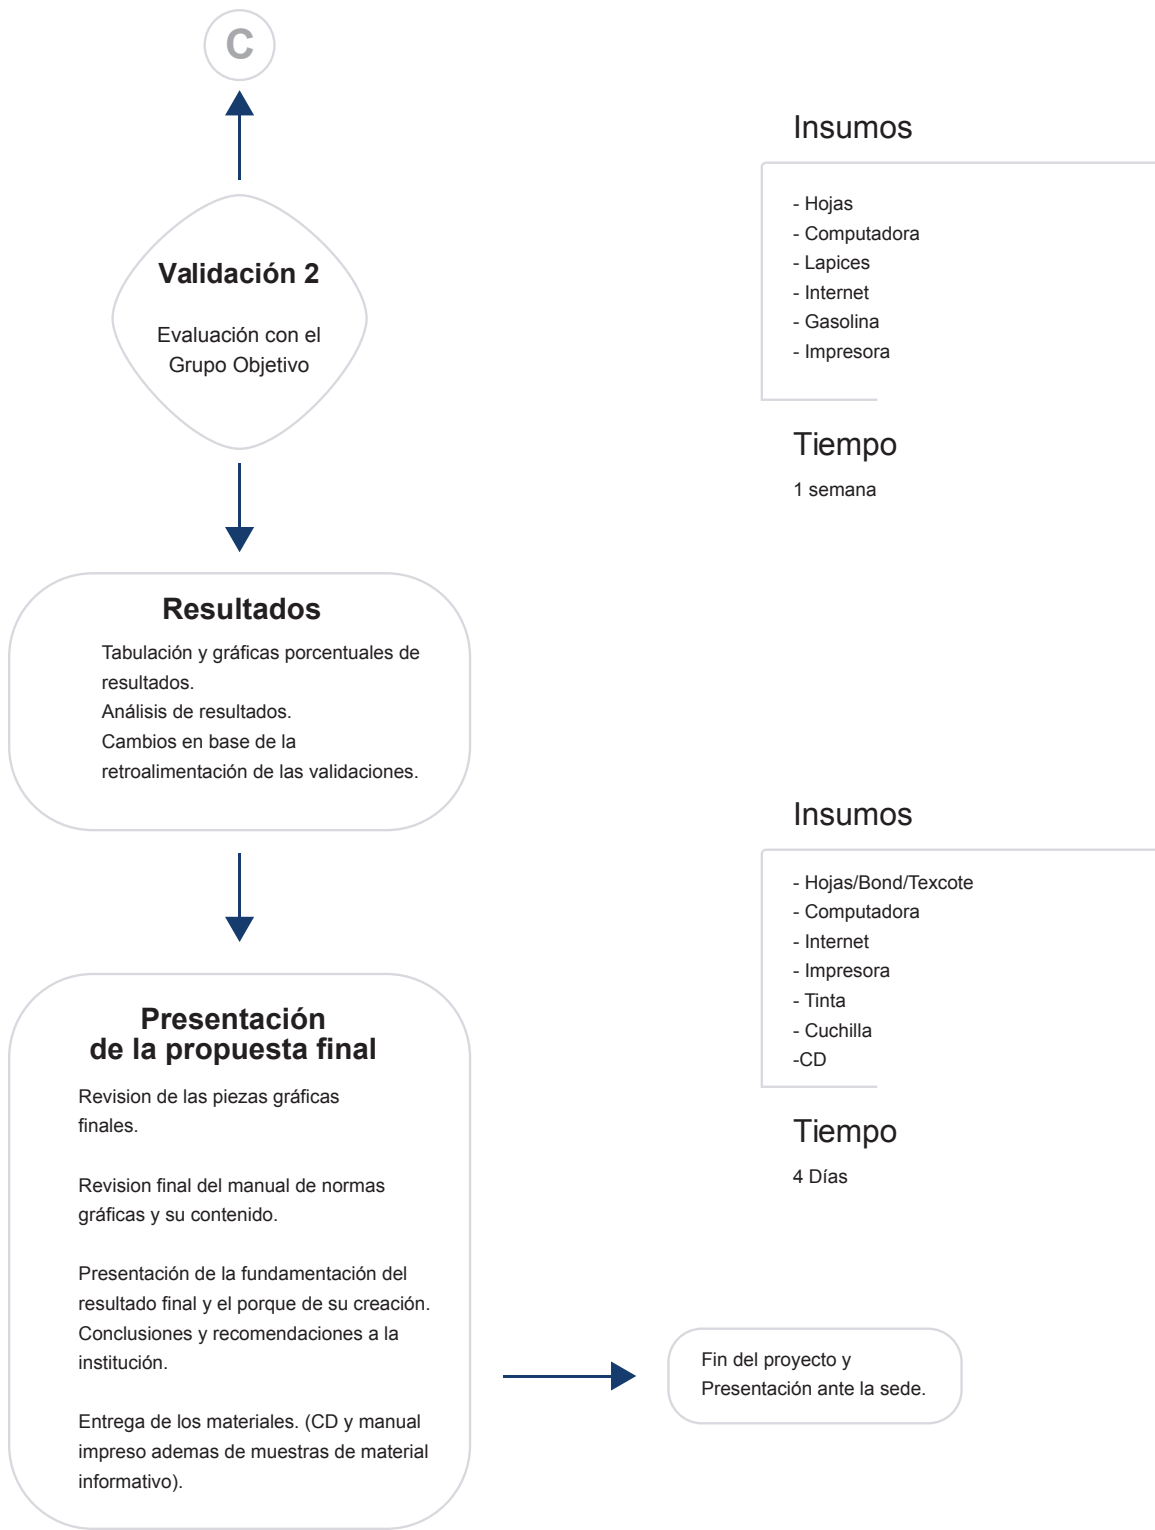 C
Validación 2
Evaluación con el
Grupo Objetivo
Insumos
- Hojas
- Computadora
- Lapices
- Internet
- Gasolina
- Impresora
Tiempo
1 semana
Resultados
Tabulación y gráficas porcentuales de
resultados.
Análisis de resultados.
Cambios en base de la
retroalimentación de las validaciones.
Insumos
- Hojas/Bond/Texcote
- Computadora
- Internet
- Impresora
- Tinta
- Cuchilla
-CD
Tiempo
4 Días
Presentación
de la propuesta final
Revision de las piezas gráficas
finales.
Revision final del manual de normas
gráficas y su contenido.
Presentación de la fundamentación del
resultado final y el porque de su creación.
Conclusiones y recomendaciones a la
institución.
Entrega de los materiales. (CD y manual
impreso ademas de muestras de material
informativo).
Fin del proyecto y
Presentación ante la sede.